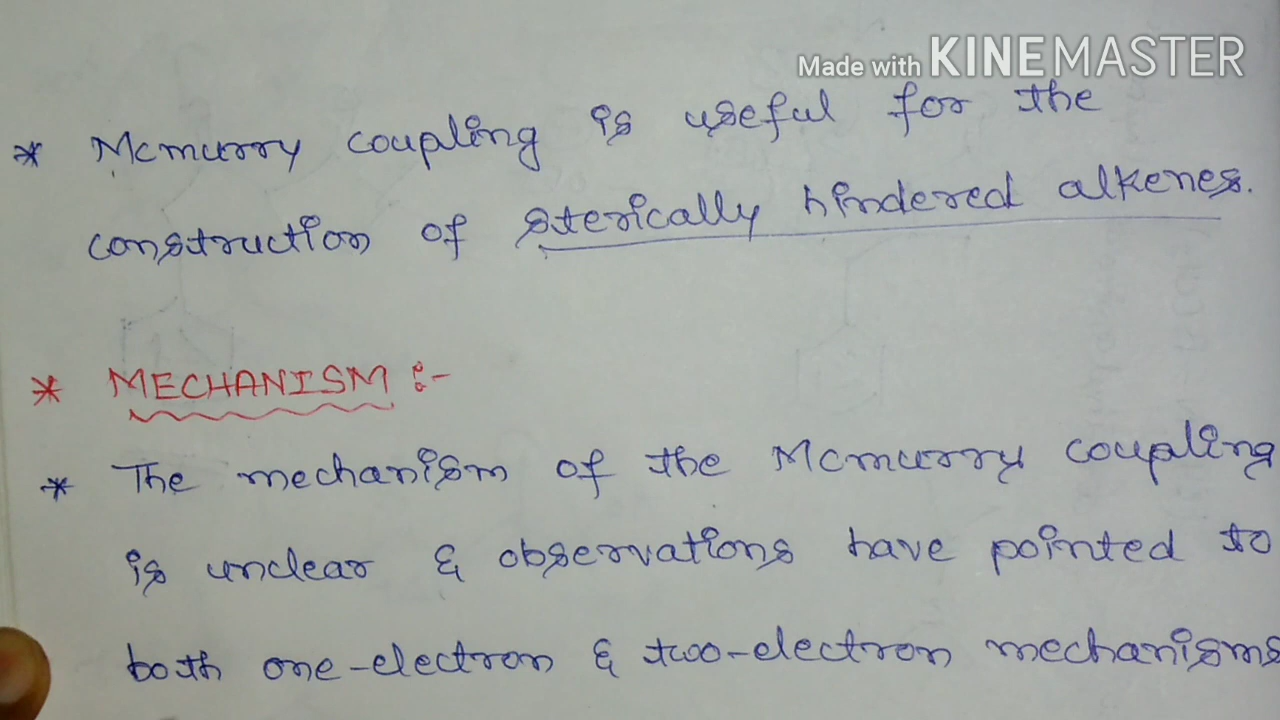 Made with KINEMASTER
* Mcmurry coupling is useful for the
construction of sterically hindered alkenes.
* MECHANISM :-
* The mechanism of the Mcmurry coupling
is unclear & observations have pointed to
both one-electron & two-electron mechanisms